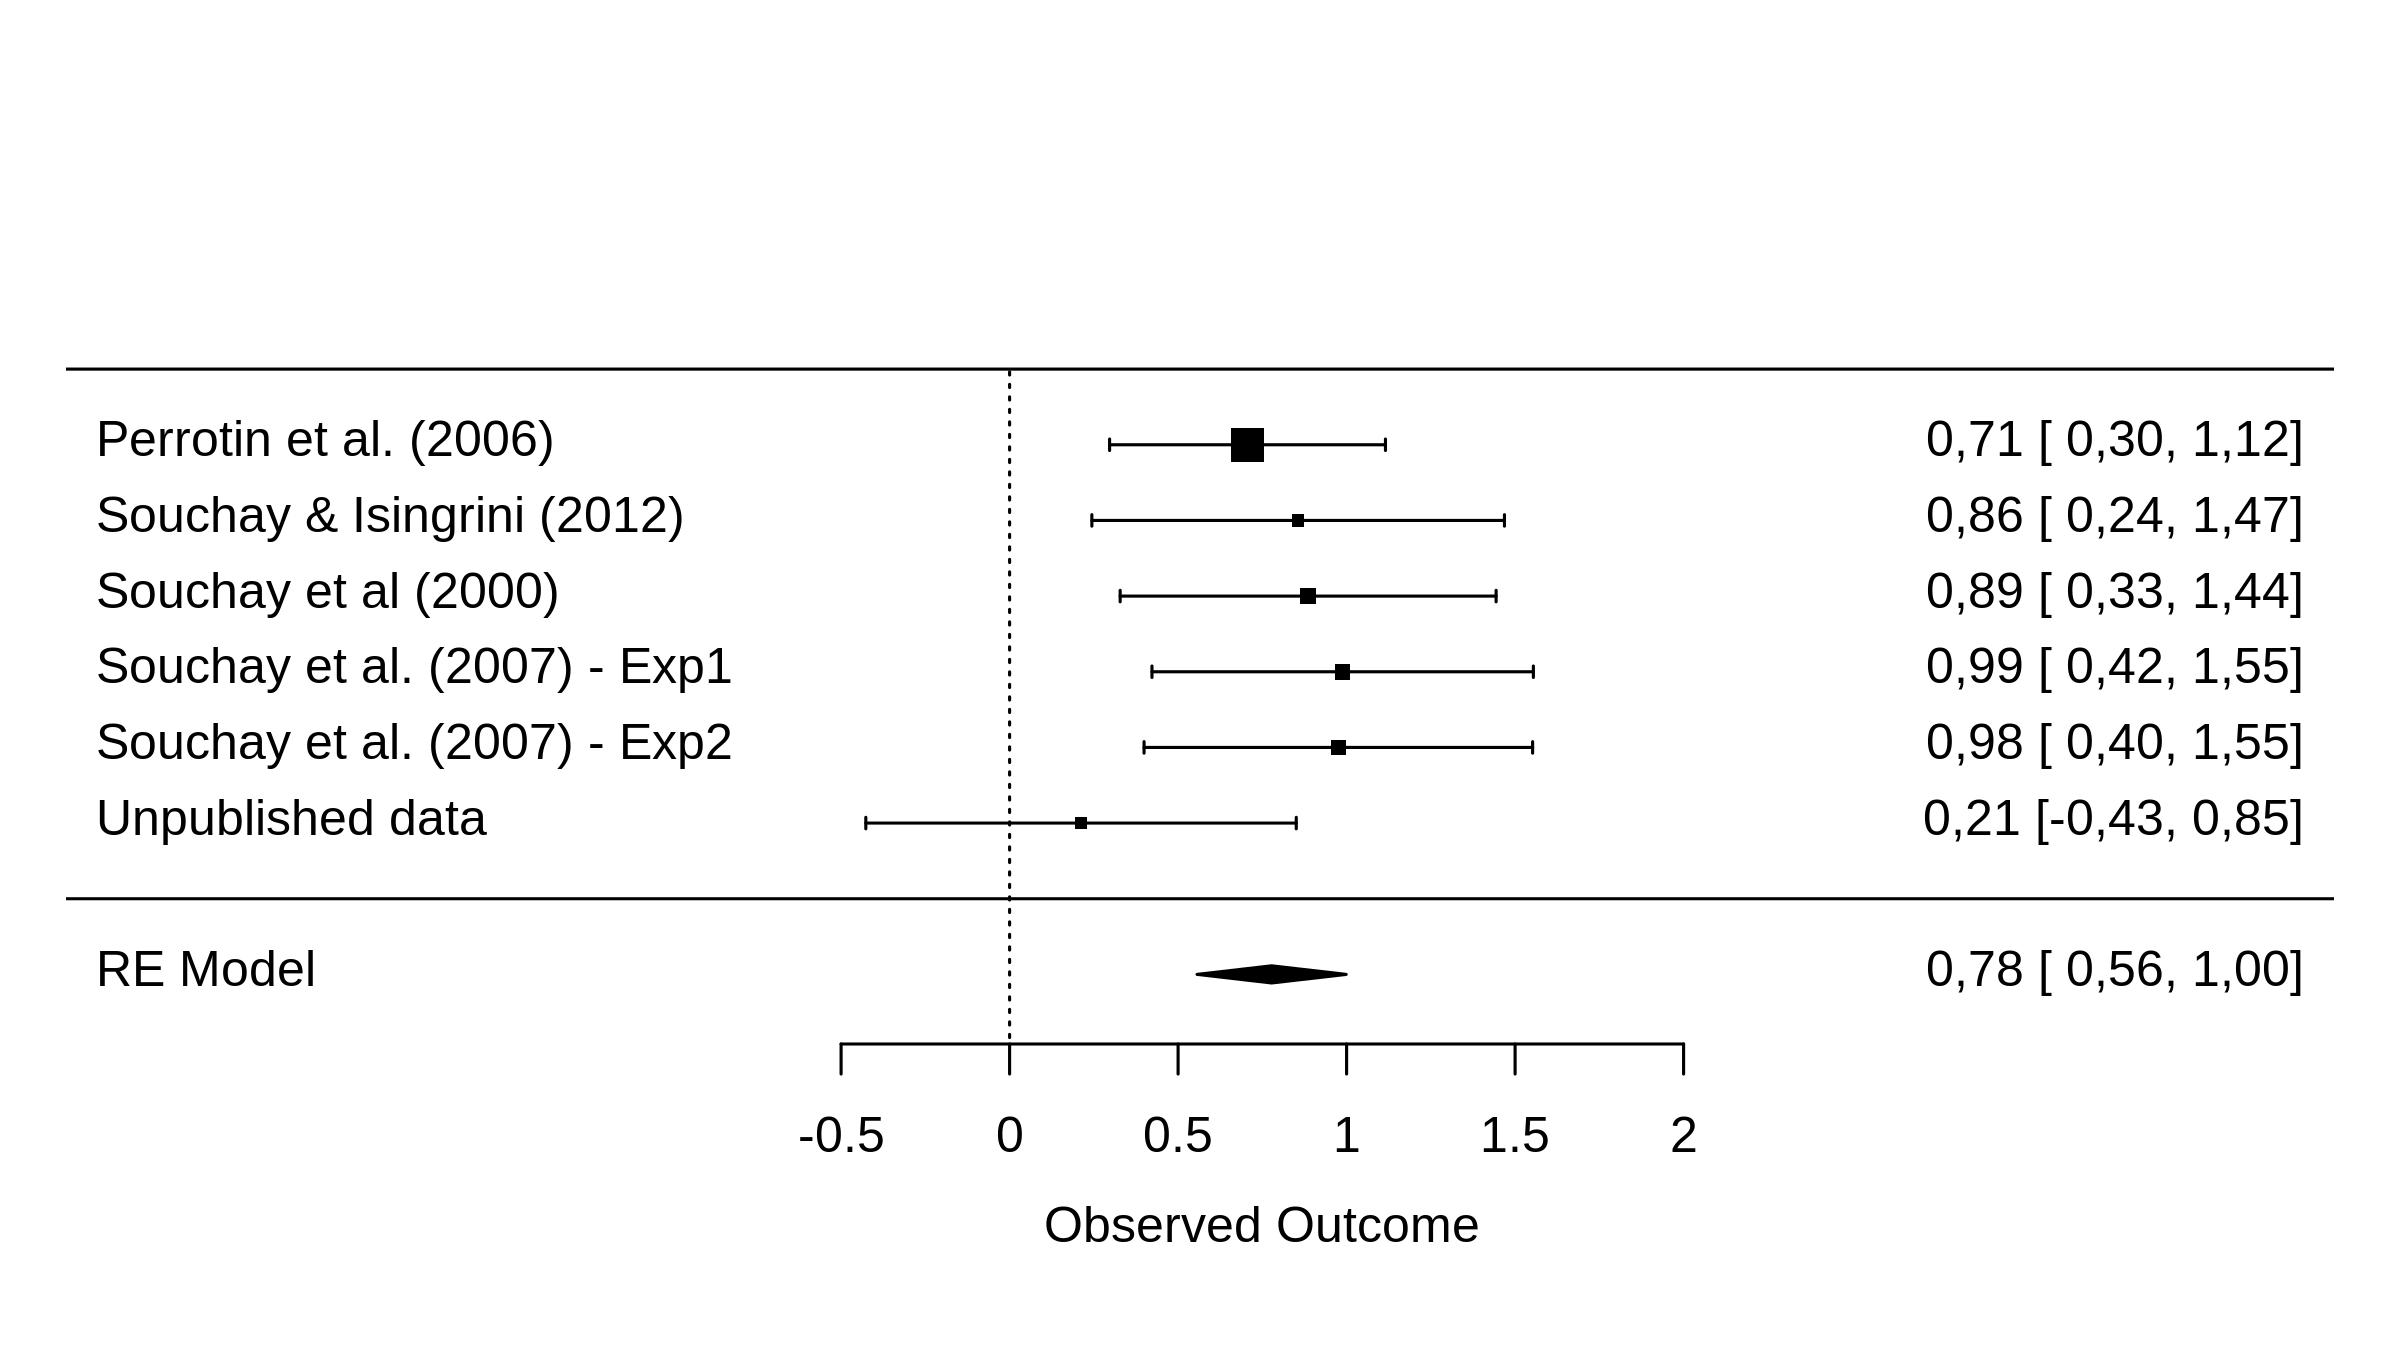 Perrotin et al. (2006) 0,71 [ 0,30, 1,12]
Souchay & Isingrini (2012) 0,86 [ 0,24, 1,47]
Souchay et al (2000) 0,89 [ 0,33, 1,44]
Souchay et al. (2007) - Exp1 0,99 [ 0,42, 1,55]
Souchay et al. (2007) - Exp2 0,98 [ 0,40, 1,55]
Unpublished data 0,21 [-0,43, 0,85]
RE Model 0,78 [ 0,56, 1,00]
-0.5 0 0.5 1 1.5 2
Observed Outcome